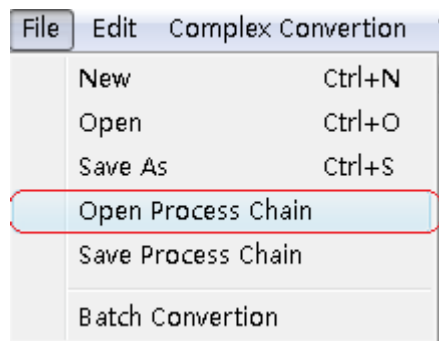 File Edit Complex Convertion
New Ctrl+N
Open Ctrl+O
Save As Ctrl+S
Open Process Chain
Save Process Chain
Batch Convertion